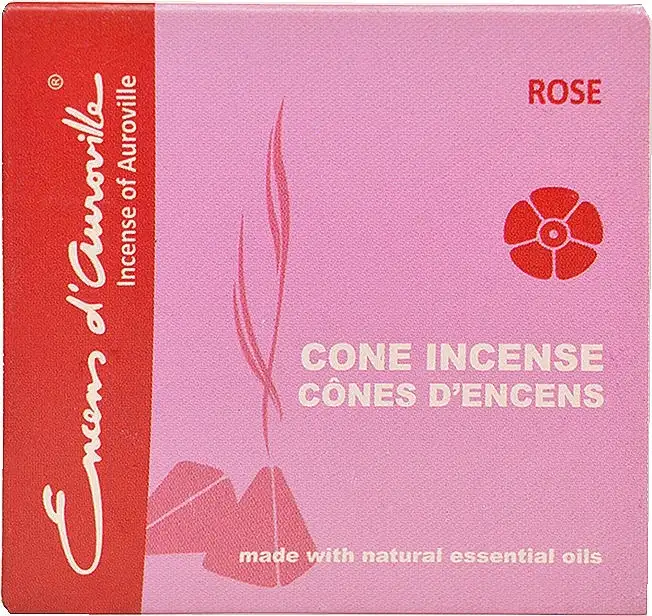 Encens d'Auroville®
Incense of Auroville
ROSE
CONE INCENSE
CÔNES D'ENCENS
made with natural essential oils